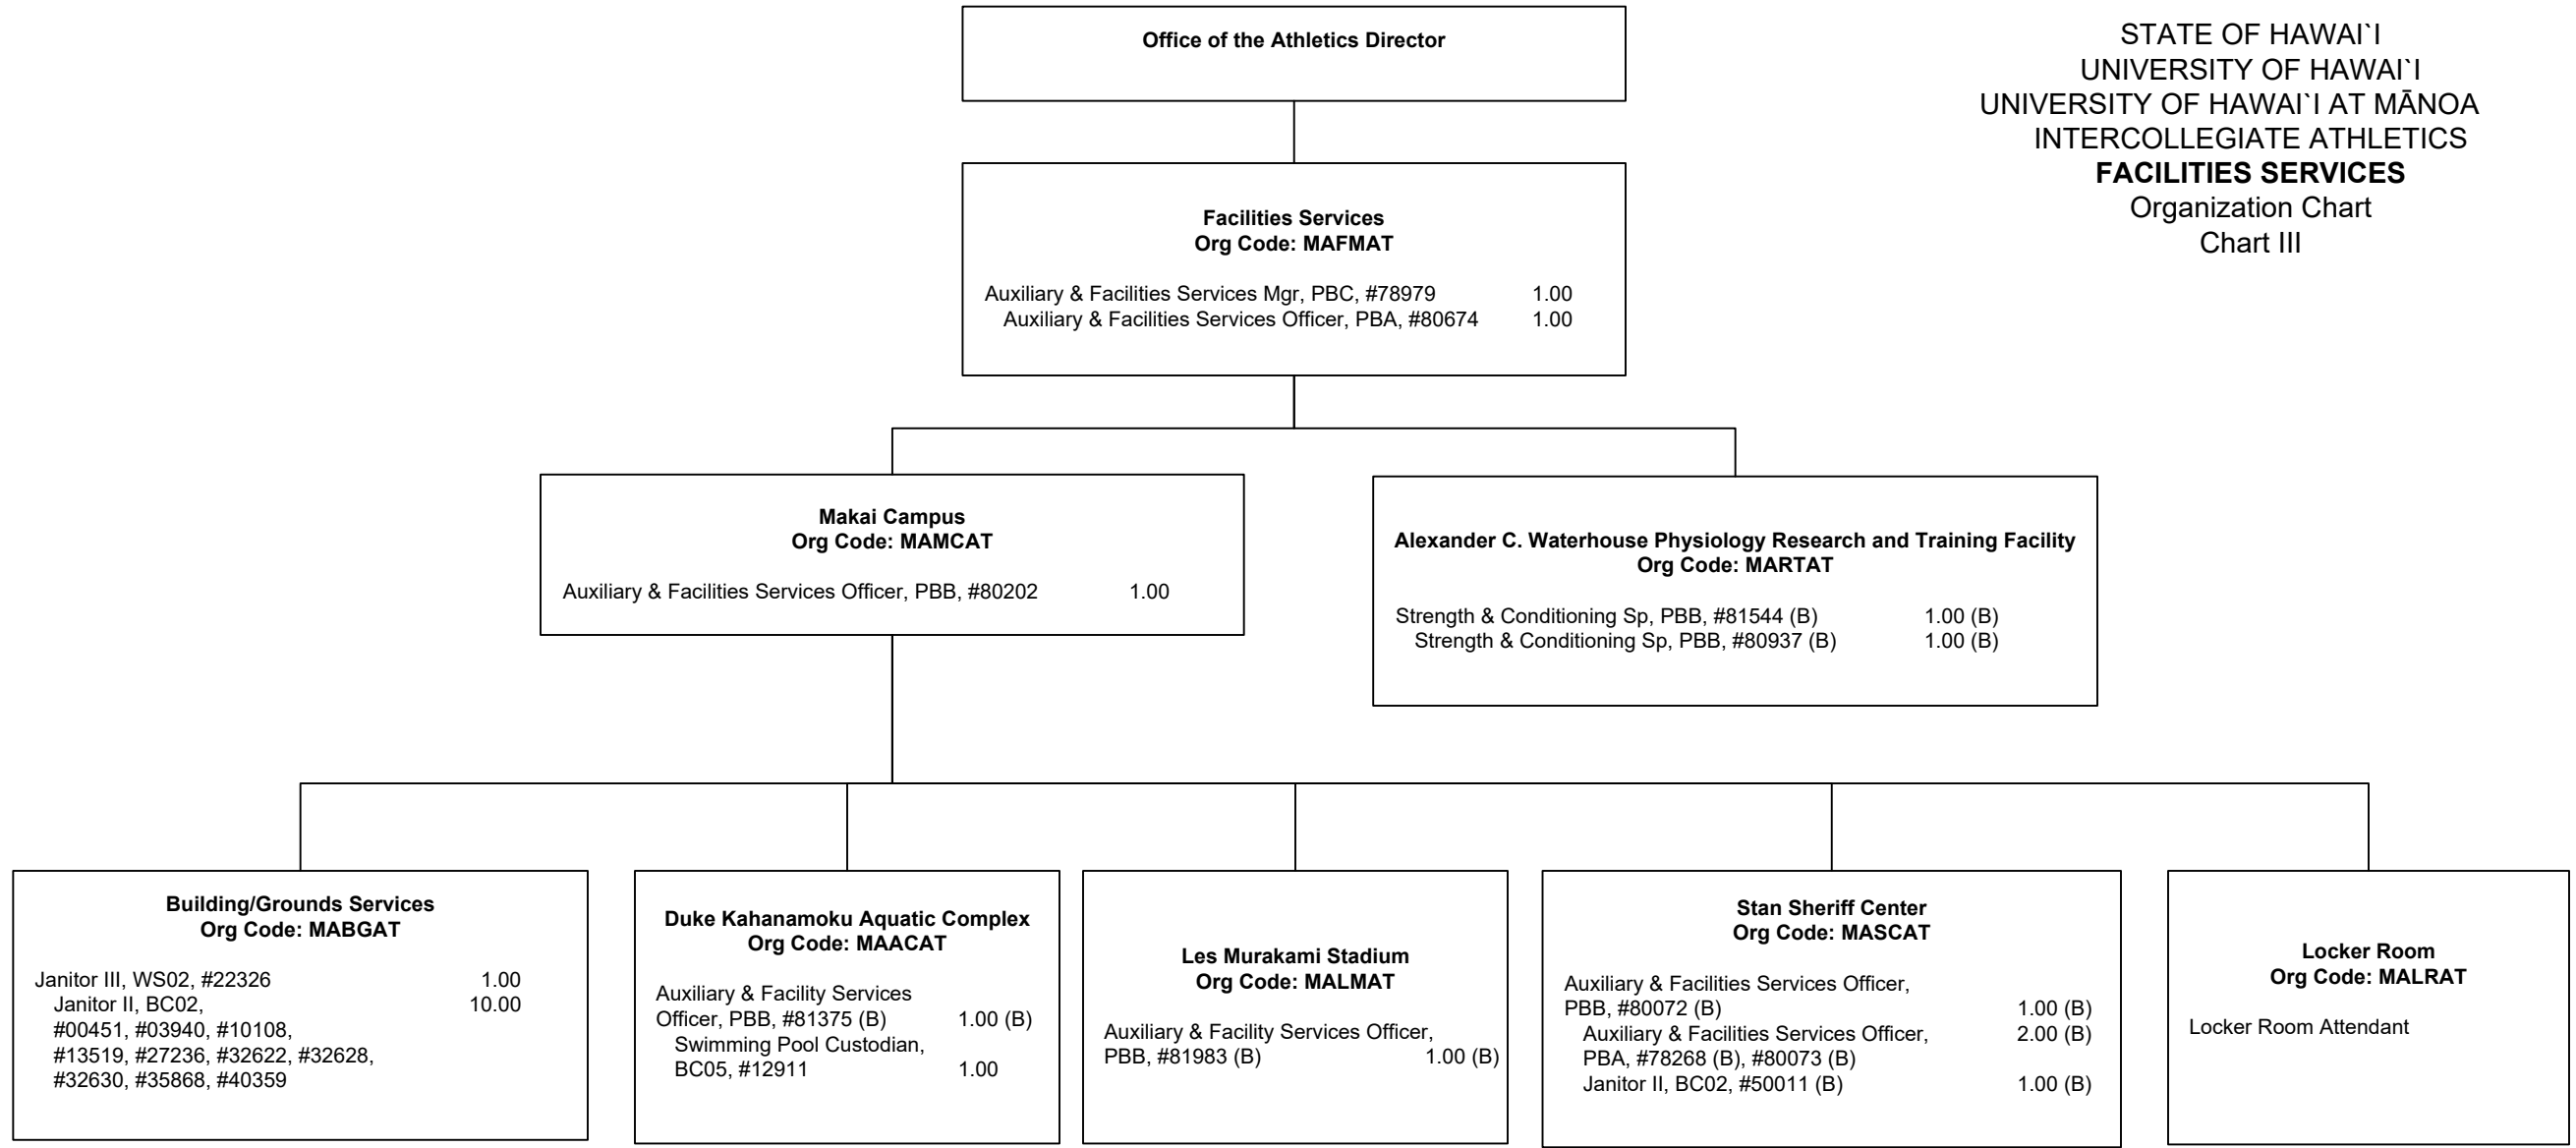 STATE OF HAWAI`I
UNIVERSITY OF HAWAI`I
UNIVERSITY OF HAWAI`I AT MĀNOA
INTERCOLLEGIATE ATHLETICS
FACILITIES SERVICES
Organization Chart
Chart III
Office of the Athletics Director
Facilities Services
Org Code: MAFMAT
Auxiliary & Facilities Services Mgr, PBC, #78979 1.00
Auxiliary & Facilities Services Officer, PBA, #80674 1.00
Makai Campus
Org Code: MAMCAT
Auxiliary & Facilities Services Officer, PBB, #80202 1.00
Alexander C. Waterhouse Physiology Research and Training Facility
Org Code: MARTAT
Strength & Conditioning Sp, PBB, #81544 (B) 1.00 (B)
Strength & Conditioning Sp, PBB, #80937 (B) 1.00 (B)
Building/Grounds Services
Org Code: MABGAT
Janitor III, WS02, #22326 1.00
Janitor II, BC02, 10.00
#00451, #03940, #10108,
#13519, #27236, #32622, #32628,
#32630, #35868, #40359
Duke Kahanamoku Aquatic Complex
Org Code: MAACAT
Auxiliary & Facility Services
Officer, PBB, #81375 (B) 1.00 (B)
Swimming Pool Custodian,
BC05, #12911 1.00
Les Murakami Stadium
Org Code: MALMAT
Auxiliary & Facility Services Officer,
PBB, #81983 (B) 1.00 (B)
Stan Sheriff Center
Org Code: MASCAT
Auxiliary & Facilities Services Officer,
PBB, #80072 (B) 1.00 (B)
Auxiliary & Facilities Services Officer, 2.00 (B)
PBA, #78268 (B), #80073 (B)
Janitor II, BC02, #50011 (B) 1.00 (B)
Locker Room
Org Code: MALRAT
Locker Room Attendant